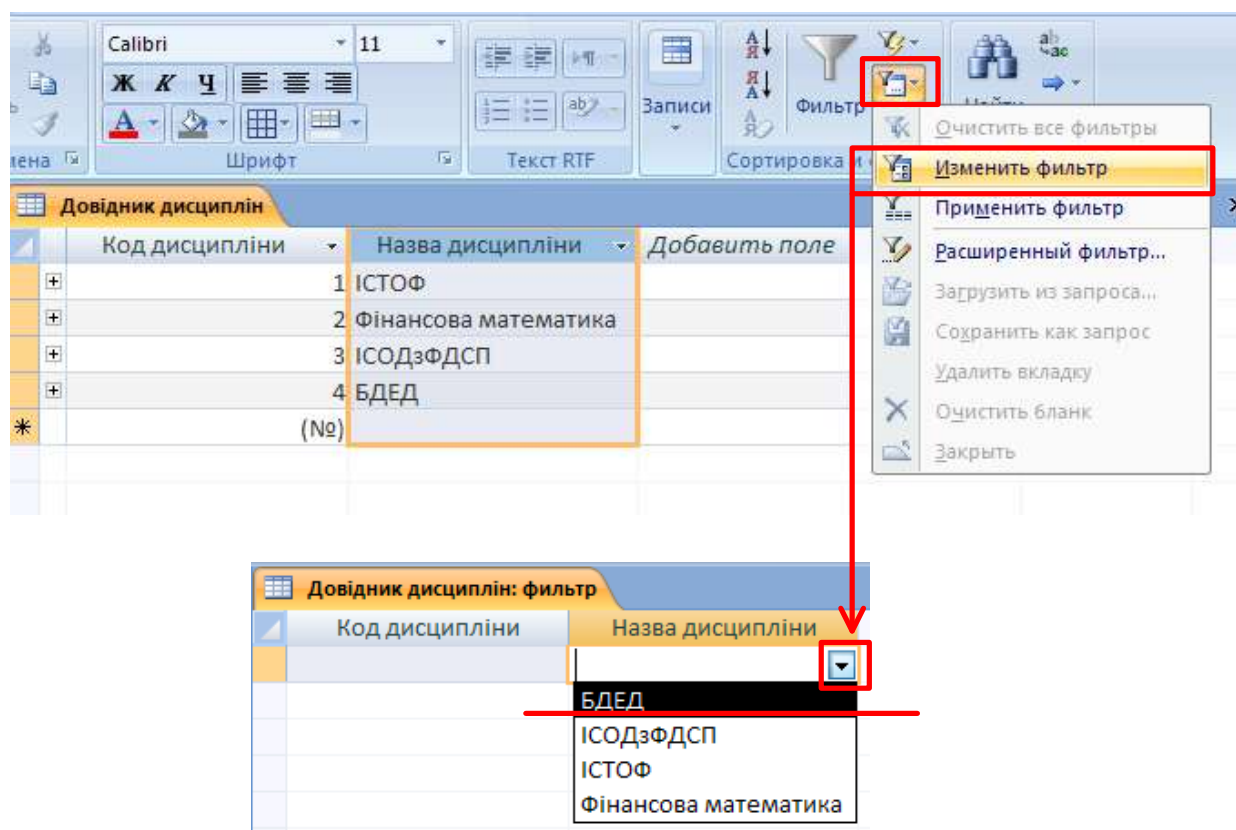 Calibri 11
Ж К Ч
Записи
Фильтр
Шрифт
Текст RTF
Очистить все фильтры
Изменить фильтр
Применить фильтр
Расширенный фильтр...
Загрузить из запроса...
Сохранить как запрос
Удалить вкладку
Очистить бланк
Закрыть
Довідник дисциплін
Код дисципліни Назва дисципліни Добавить поле
1 ІСТОФ
2 Фінансова математика
3 ІСОДзФДСП
4 БДЕД
(№)
Довідник дисциплін: фильтр
Код дисципліни Назва дисципліни
БДЕД
ІСОДзФДСП
ІСТОФ
Фінансова математика